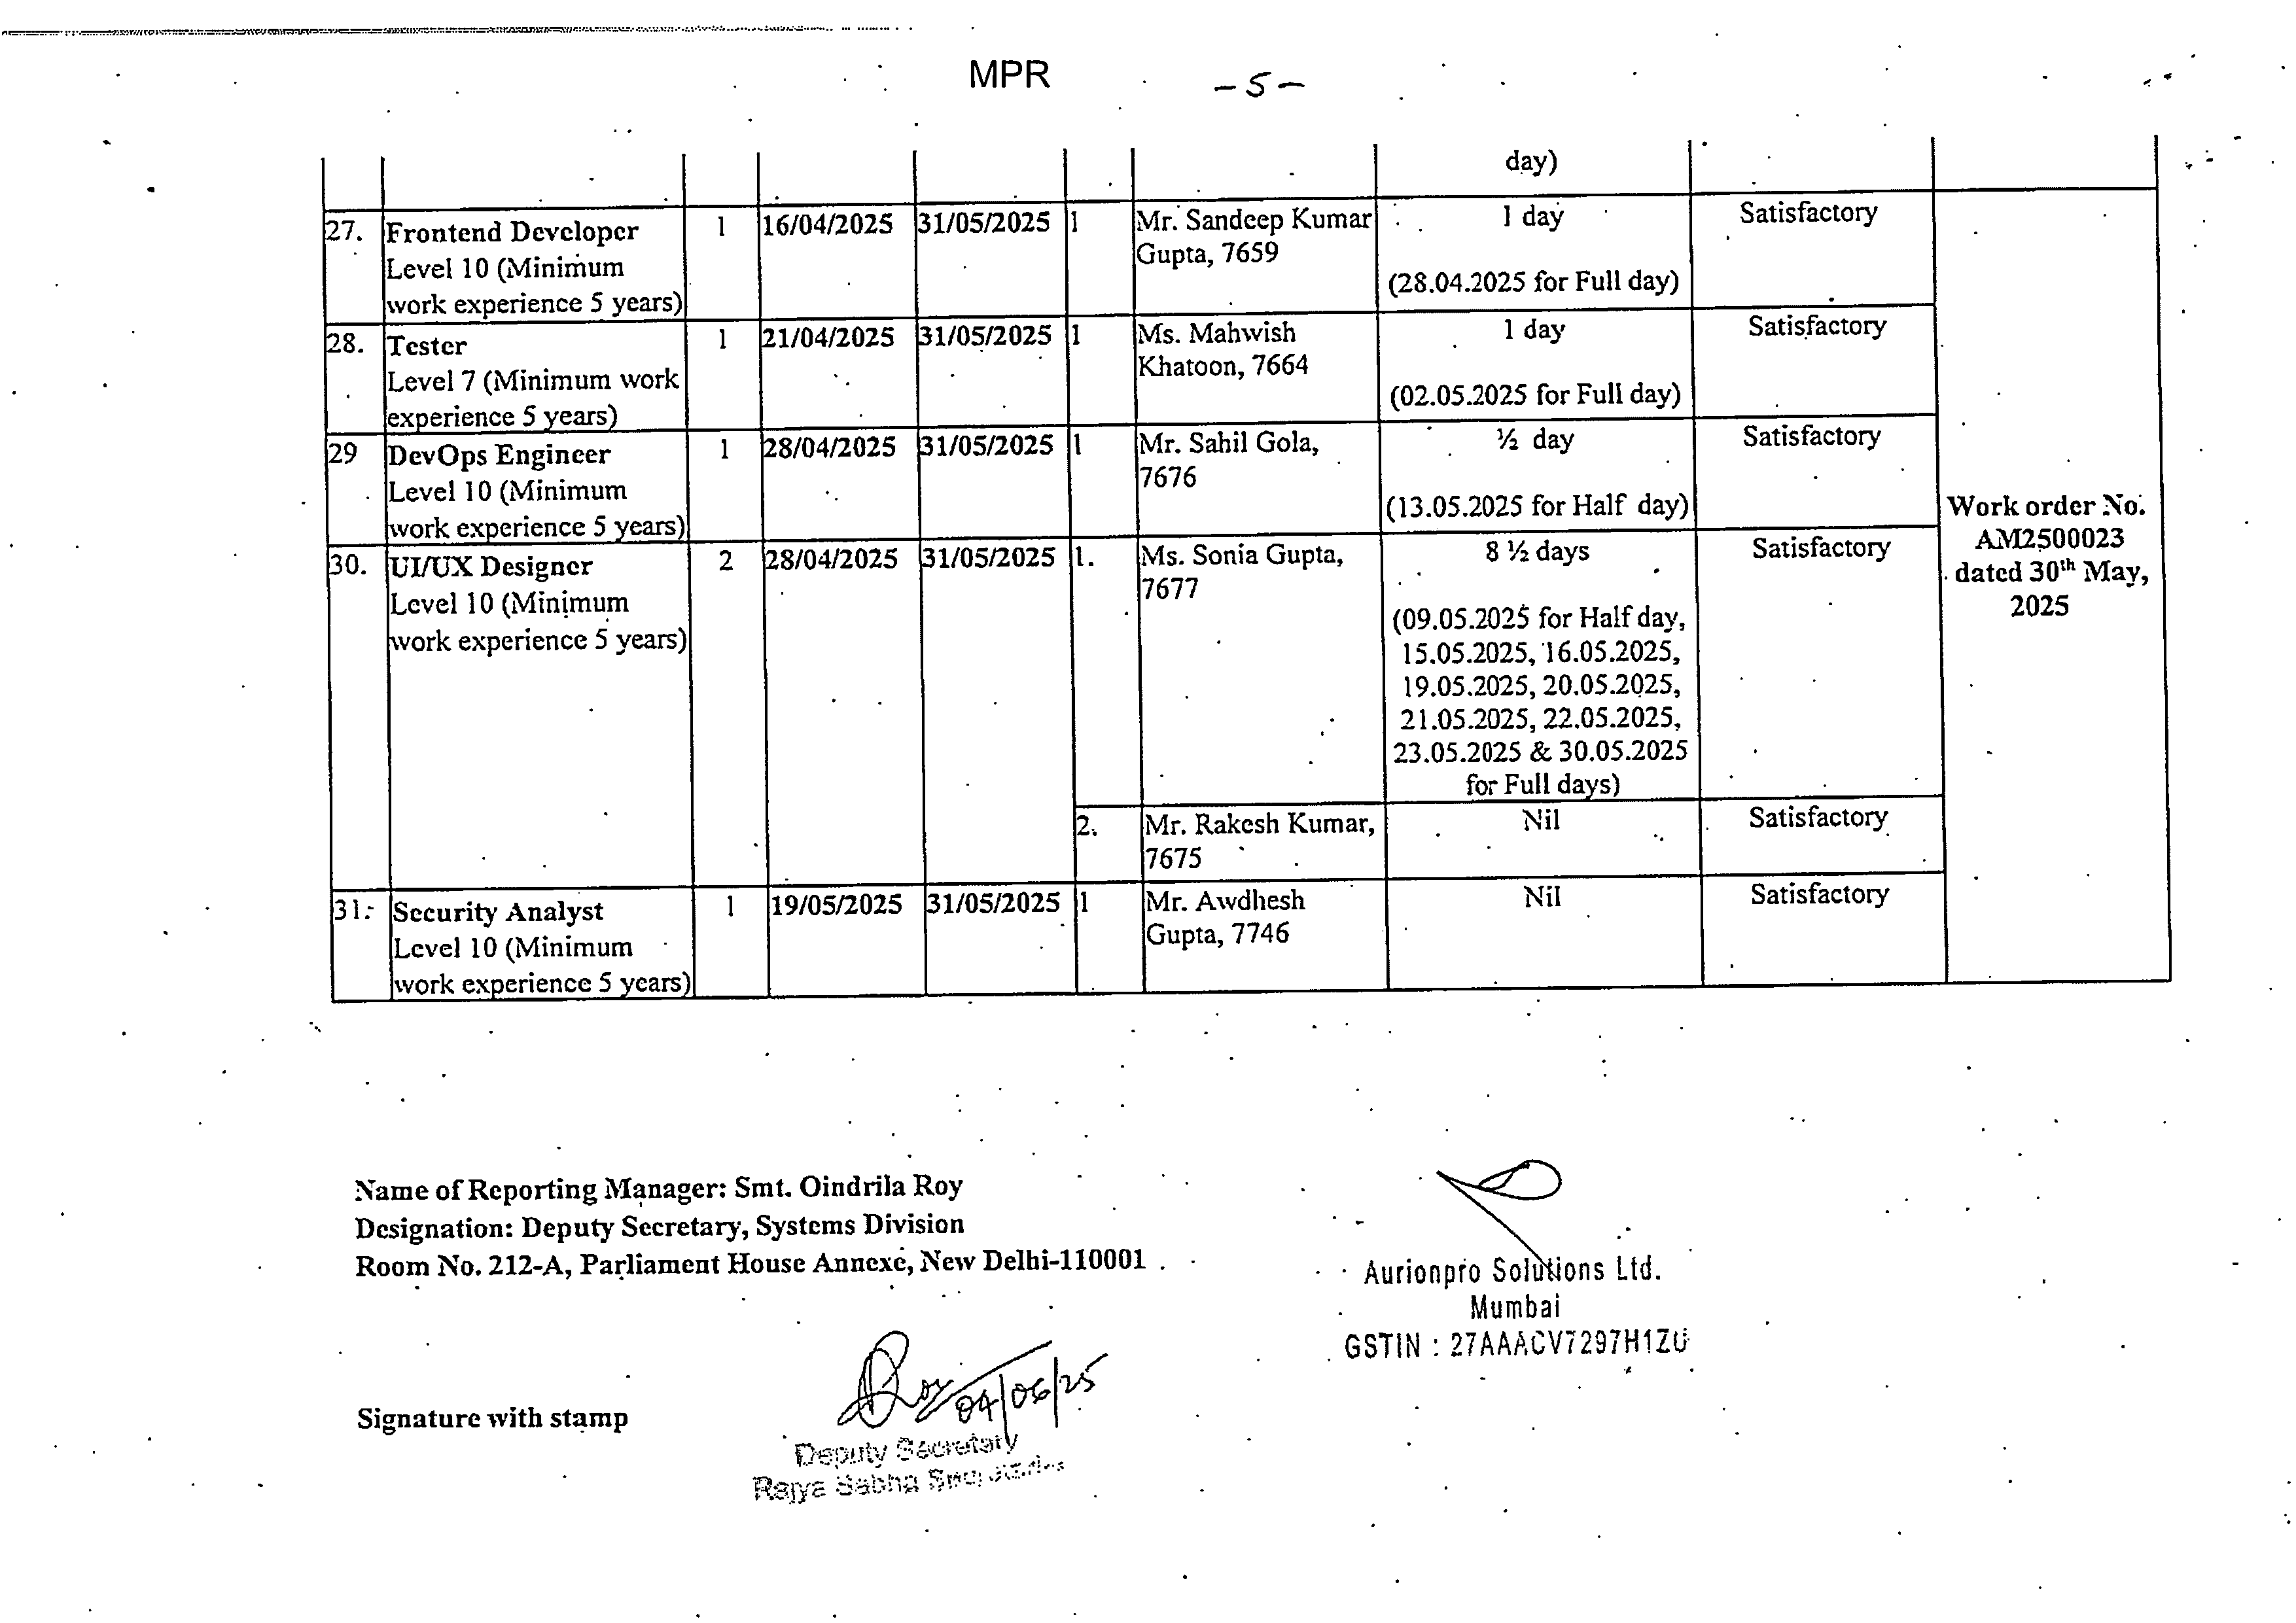 MPR
-5-
day)
27. Frontend Developer
Level 10 (Minimum
work experience 5 years)
1
16/04/2025
31/05/2025
1
Mr. Sandeep Kumar
Gupta, 7659
1 day
(28.04.2025 for Full day)
Satisfactory
28. Tester
Level 7 (Minimum work
experience 5 years)
1
21/04/2025
31/05/2025
1
Ms. Mahwish
Khatoon, 7664
1 day
(02.05.2025 for Full day)
Satisfactory
29 DevOps Engineer
Level 10 (Minimum
work experience 5 years)
1
28/04/2025
31/05/2025
1
Mr. Sahil Gola,
7676
½ day
(13.05.2025 for Half day)
Satisfactory
30. UI/UX Designer
Level 10 (Minimum
work experience 5 years)
2
28/04/2025
31/05/2025
1.
Ms. Sonia Gupta,
7677
8 ½ days
(09.05.2025 for Half day,
15.05.2025, 16.05.2025,
19.05.2025, 20.05.2025,
21.05.2025, 22.05.2025,
23.05.2025 & 30.05.2025
for Full days)
Satisfactory
2.
Mr. Rakesh Kumar,
7675
Nil
Satisfactory
31. Security Analyst
Level 10 (Minimum
work experience 5 years)
1
19/05/2025
31/05/2025
1
Mr. Awdhesh
Gupta, 7746
Nil
Satisfactory
Work order No.
AM2500023
dated 30th May,
2025
Name of Reporting Manager: Smt. Oindrila Roy
Designation: Deputy Secretary, Systems Division
Room No. 212-A, Parliament House Annexe, New Delhi-110001
Aurionpro Solutions Ltd.
Mumbai
GSTIN : 27AAACV7297H1ZU
Signature with stamp
Roy 04/06/25
Deputy Secretary
Rajya Sabha